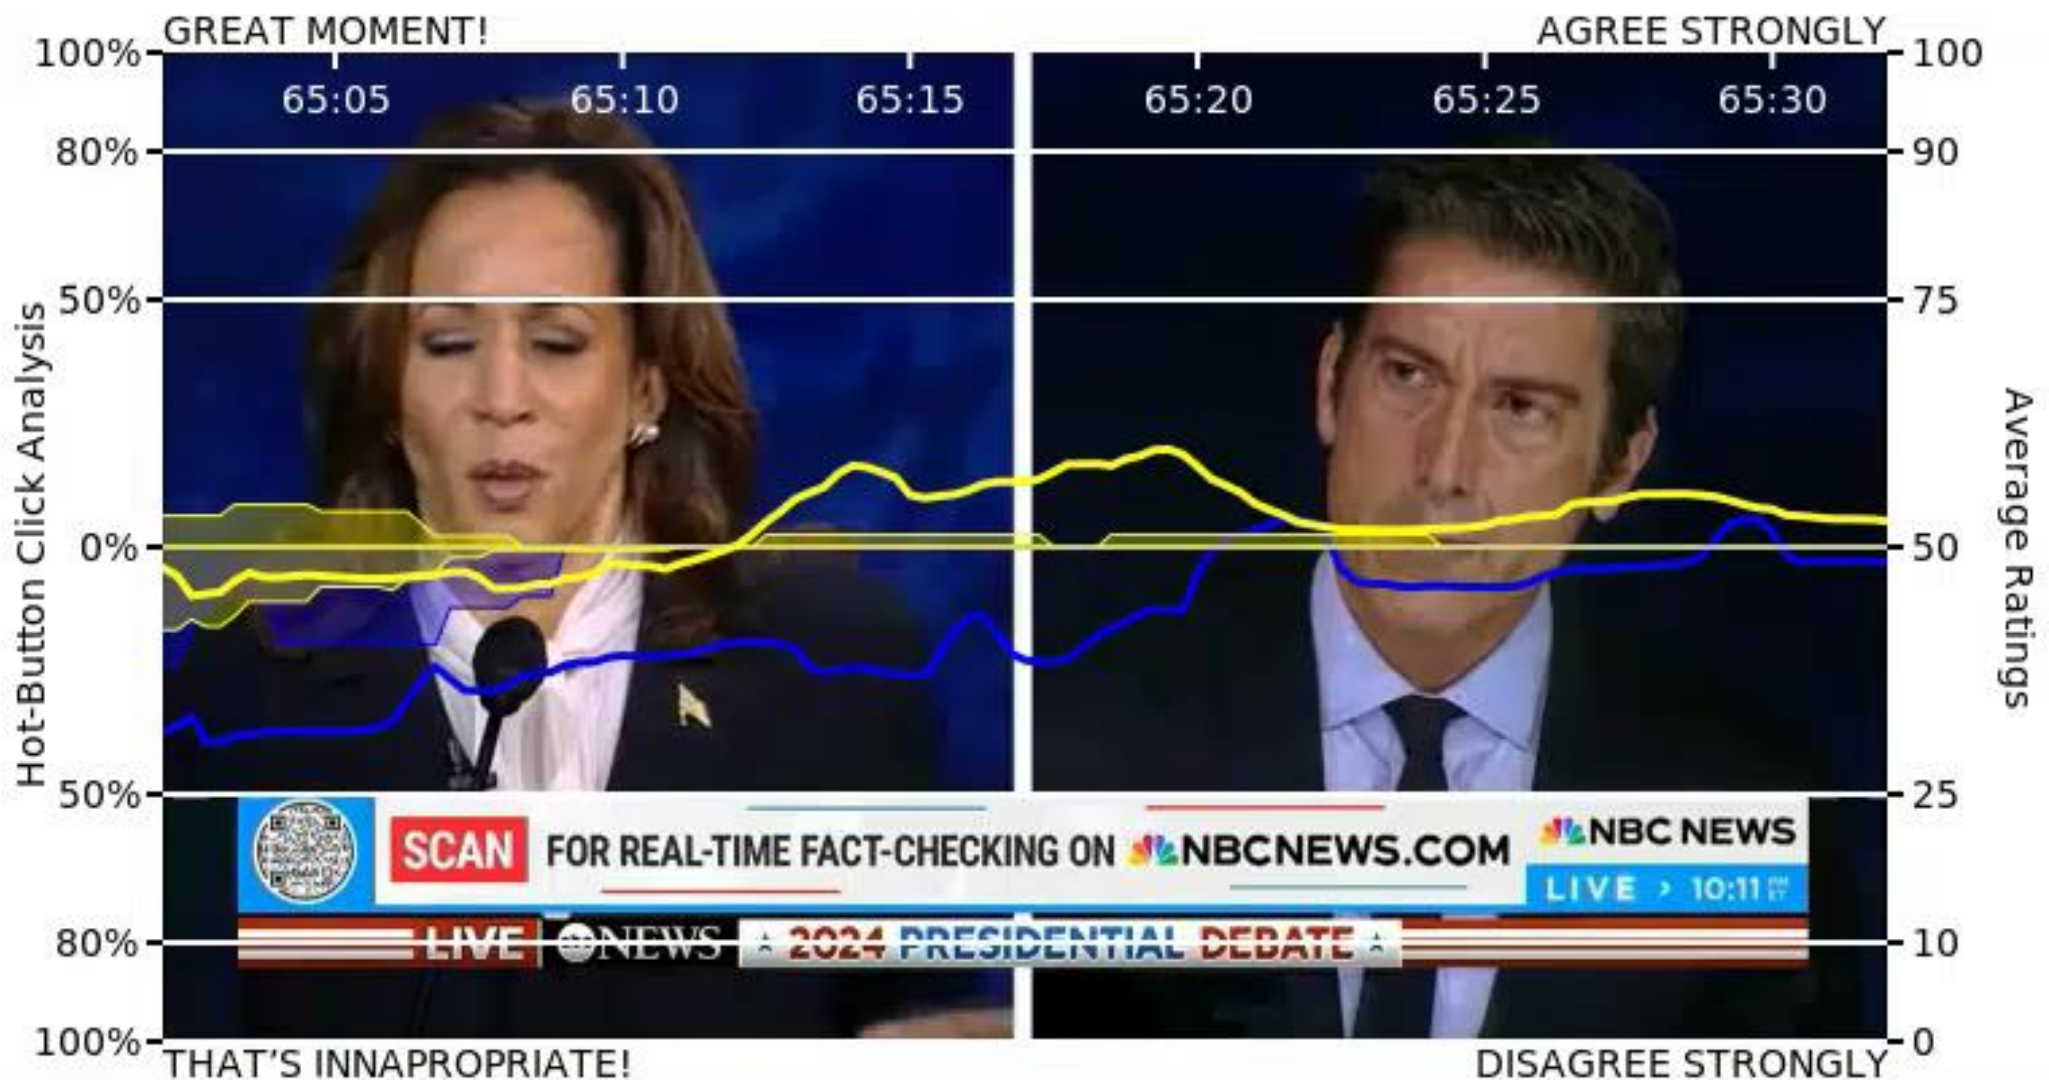 GREAT MOMENT!
AGREE STRONGLY
100%
80%
50%
0%
50%
80%
100%
Hot-Button Click Analysis
65:05 65:10 65:15 65:20 65:25 65:30
100
90
75
50
25
10
0
Average Ratings
SCAN FOR REAL-TIME FACT-CHECKING ON NBCNEWS.COM
NBC NEWS
LIVE > 10:11 PM
LIVE abc NEWS 2024 PRESIDENTIAL DEBATE
THAT’S INNAPROPRIATE!
DISAGREE STRONGLY